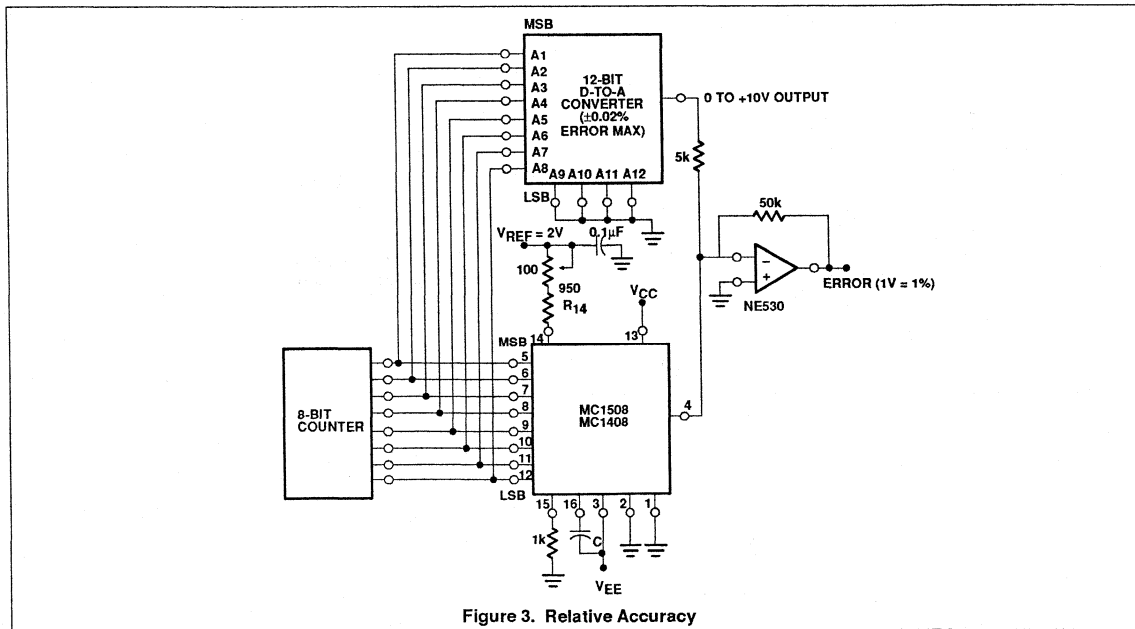 MSB
A1
A2
A3
A4
A5
A6
A7
A8
12-BIT
D-TO-A
CONVERTER
(±0.02%
ERROR MAX)
A9 A10 A11 A12
LSB
0 TO +10V OUTPUT
5k
50k
VREF = 2V
0.1μF
100
950
R14
VCC
−
+
NE530
ERROR (1V = 1%)
14
13
MSB
5
6
7
8
9
10
11
12
LSB
8-BIT
COUNTER
MC1508
MC1408
4
15
16
3
2
1
1k
C
VEE
Figure 3. Relative Accuracy